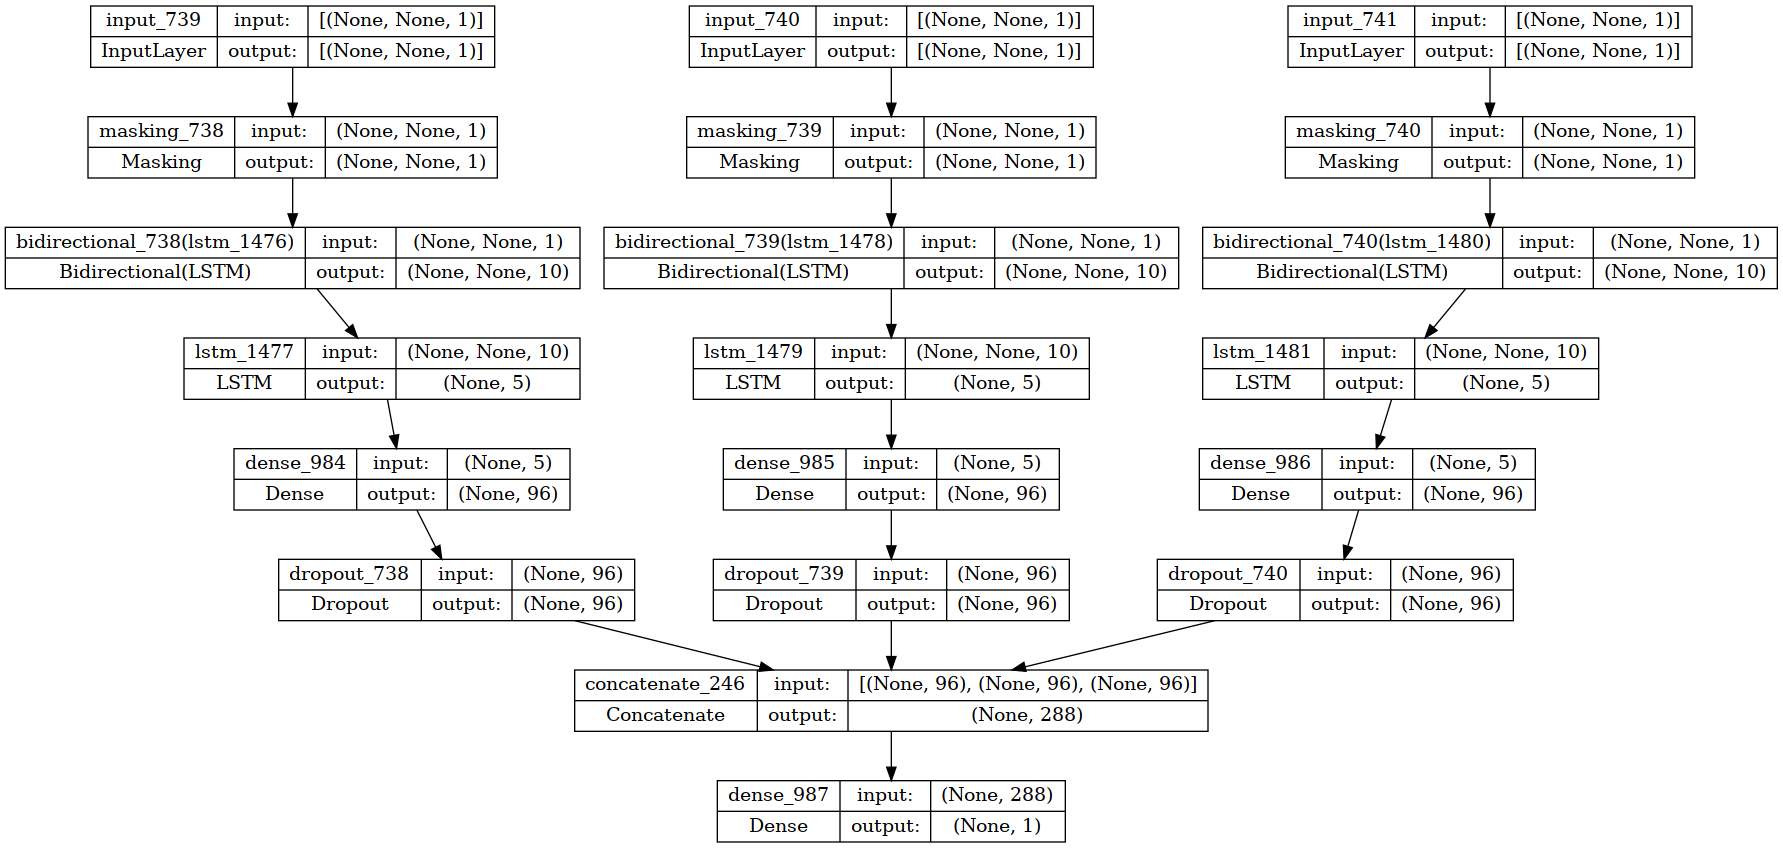 input_739 input: [(None, None, 1)]
InputLayer output: [(None, None, 1)]
input_740 input: [(None, None, 1)]
InputLayer output: [(None, None, 1)]
input_741 input: [(None, None, 1)]
InputLayer output: [(None, None, 1)]
masking_738 input: (None, None, 1)
Masking output: (None, None, 1)
masking_739 input: (None, None, 1)
Masking output: (None, None, 1)
masking_740 input: (None, None, 1)
Masking output: (None, None, 1)
bidirectional_738(lstm_1476) input: (None, None, 1)
Bidirectional(LSTM) output: (None, None, 10)
bidirectional_739(lstm_1478) input: (None, None, 1)
Bidirectional(LSTM) output: (None, None, 10)
bidirectional_740(lstm_1480) input: (None, None, 1)
Bidirectional(LSTM) output: (None, None, 10)
lstm_1477 input: (None, None, 10)
LSTM output: (None, 5)
lstm_1479 input: (None, None, 10)
LSTM output: (None, 5)
lstm_1481 input: (None, None, 10)
LSTM output: (None, 5)
dense_984 input: (None, 5)
Dense output: (None, 96)
dense_985 input: (None, 5)
Dense output: (None, 96)
dense_986 input: (None, 5)
Dense output: (None, 96)
dropout_738 input: (None, 96)
Dropout output: (None, 96)
dropout_739 input: (None, 96)
Dropout output: (None, 96)
dropout_740 input: (None, 96)
Dropout output: (None, 96)
concatenate_246 input: [(None, 96), (None, 96), (None, 96)]
Concatenate output: (None, 288)
dense_987 input: (None, 288)
Dense output: (None, 1)